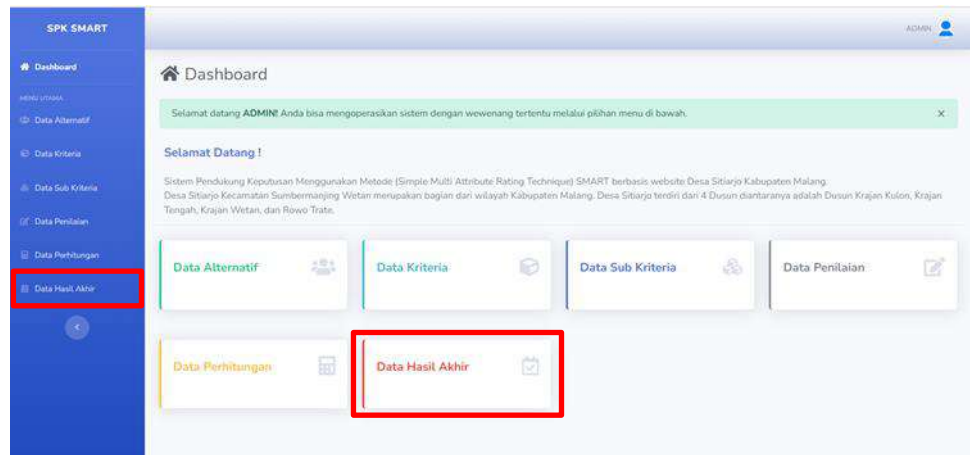 SPK SMART
ADMIN
Dashboard
Dashboard
MENU UTAMA
Selamat datang ADMIN! Anda bisa mengoperasikan sistem dengan wewenang tertentu melalui pilihan menu di bawah.
×
Data Alternatif
Data Kriteria
Data Sub Kriteria
Data Penilaian
Data Perhitungan
Data Hasil Akhir
Selamat Datang !
Sistem Pendukung Keputusan Menggunakan Metode (Simple Multi Attribute Rating Technique) SMART berbasis website Desa Sitiarjo Kabupaten Malang.
Desa Sitiarjo Kecamatan Sumbermanjing Wetan merupakan bagian dari wilayah Kabupaten Malang. Desa Sitiarjo terdiri dari 4 Dusun diantaranya adalah Dusun Krajan Kulon, Krajan
Tengah, Krajan Wetan, dan Rowo Trate.
Data Alternatif
Data Kriteria
Data Sub Kriteria
Data Penilaian
Data Perhitungan
Data Hasil Akhir